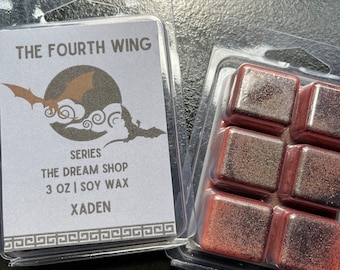 THE FOURTH WING
SERIES
THE DREAM SHOP
3 OZ | SOY WAX
XADEN